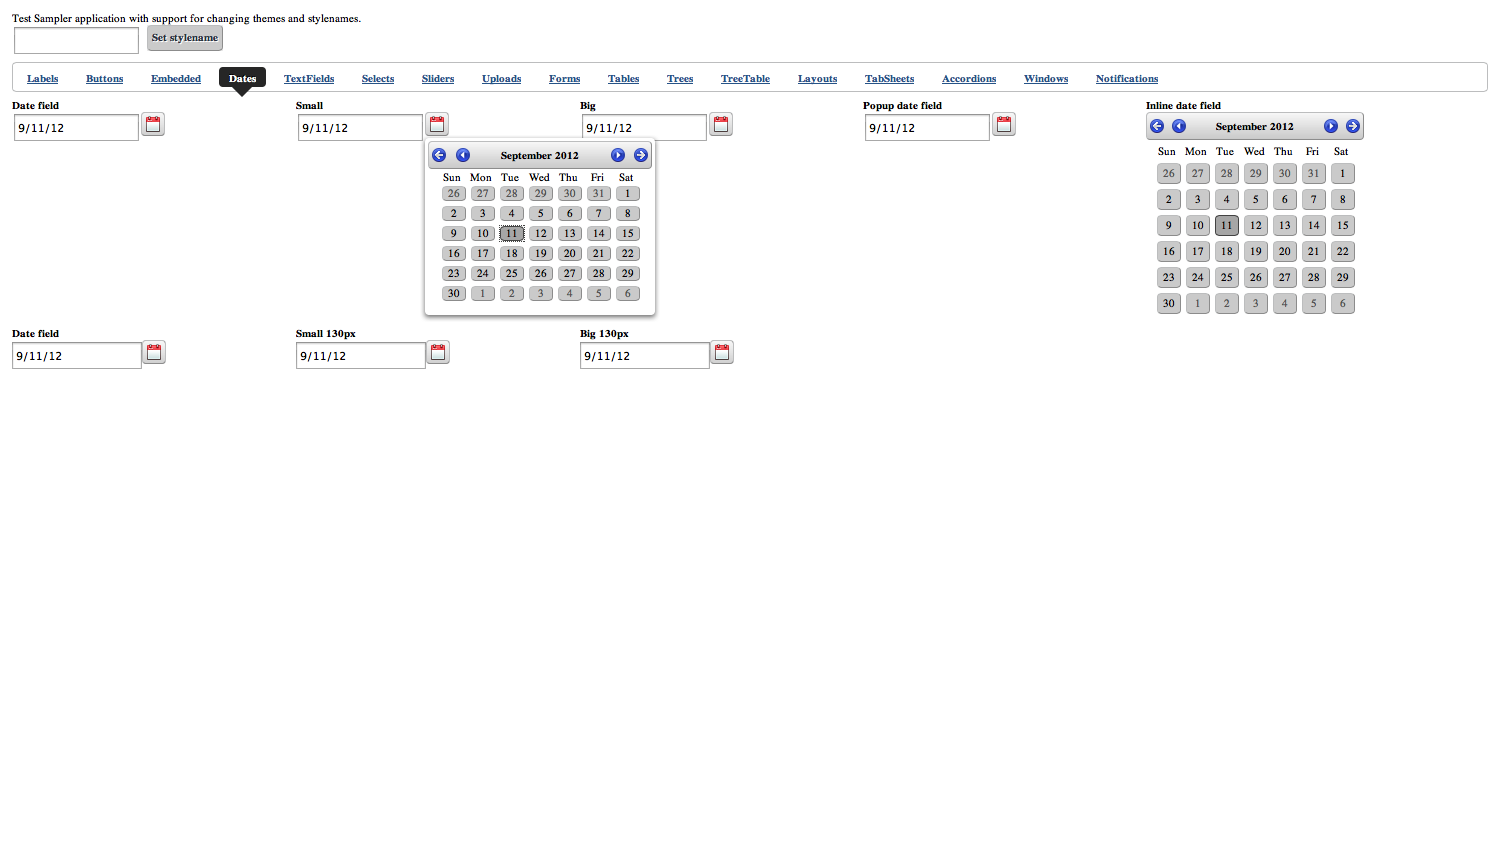 Test Sampler application with support for changing themes and stylenames.
Set stylename
Labels Buttons Embedded Dates TextFields Selects Sliders Uploads Forms Tables Trees TreeTable Layouts TabSheets Accordions Windows Notifications
Date field Small Big Popup date field Inline date field
9/11/12 9/11/12 9/11/12 9/11/12
September 2012
Sun Mon Tue Wed Thu Fri Sat
26 27 28 29 30 31 1
2 3 4 5 6 7 8
9 10 11 12 13 14 15
16 17 18 19 20 21 22
23 24 25 26 27 28 29
30 1 2 3 4 5 6
September 2012
Sun Mon Tue Wed Thu Fri Sat
26 27 28 29 30 31 1
2 3 4 5 6 7 8
9 10 11 12 13 14 15
16 17 18 19 20 21 22
23 24 25 26 27 28 29
30 1 2 3 4 5 6
Date field Small 130px Big 130px
9/11/12 9/11/12 9/11/12